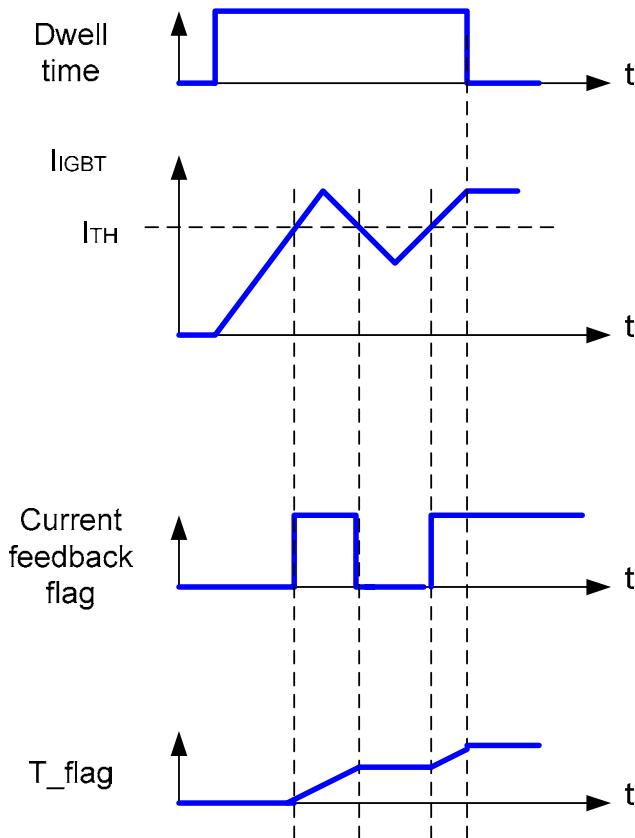 Dwell
time
t
IIGBT
ITH
t
Current
feedback
flag
t
T_flag
t